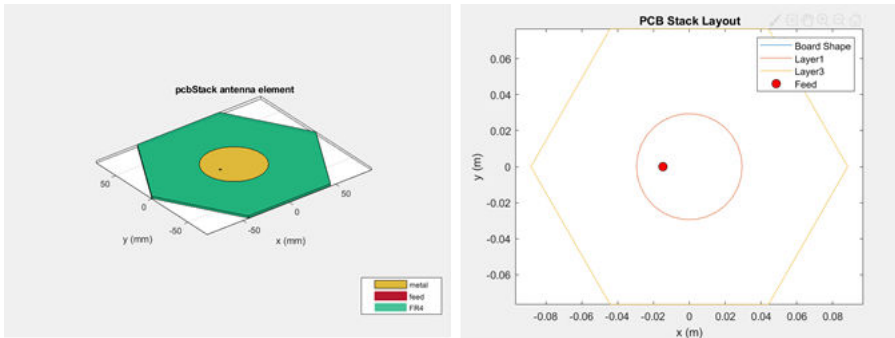 pcbStack antenna element
50
0
-50
y (mm)
-50
0
50
x (mm)
metal
feed
FR4
PCB Stack Layout
Board Shape
Layer1
Layer3
Feed
0.06
0.04
0.02
0
-0.02
-0.04
-0.06
y (m)
-0.08
-0.06
-0.04
-0.02
0
0.02
0.04
0.06
0.08
x (m)